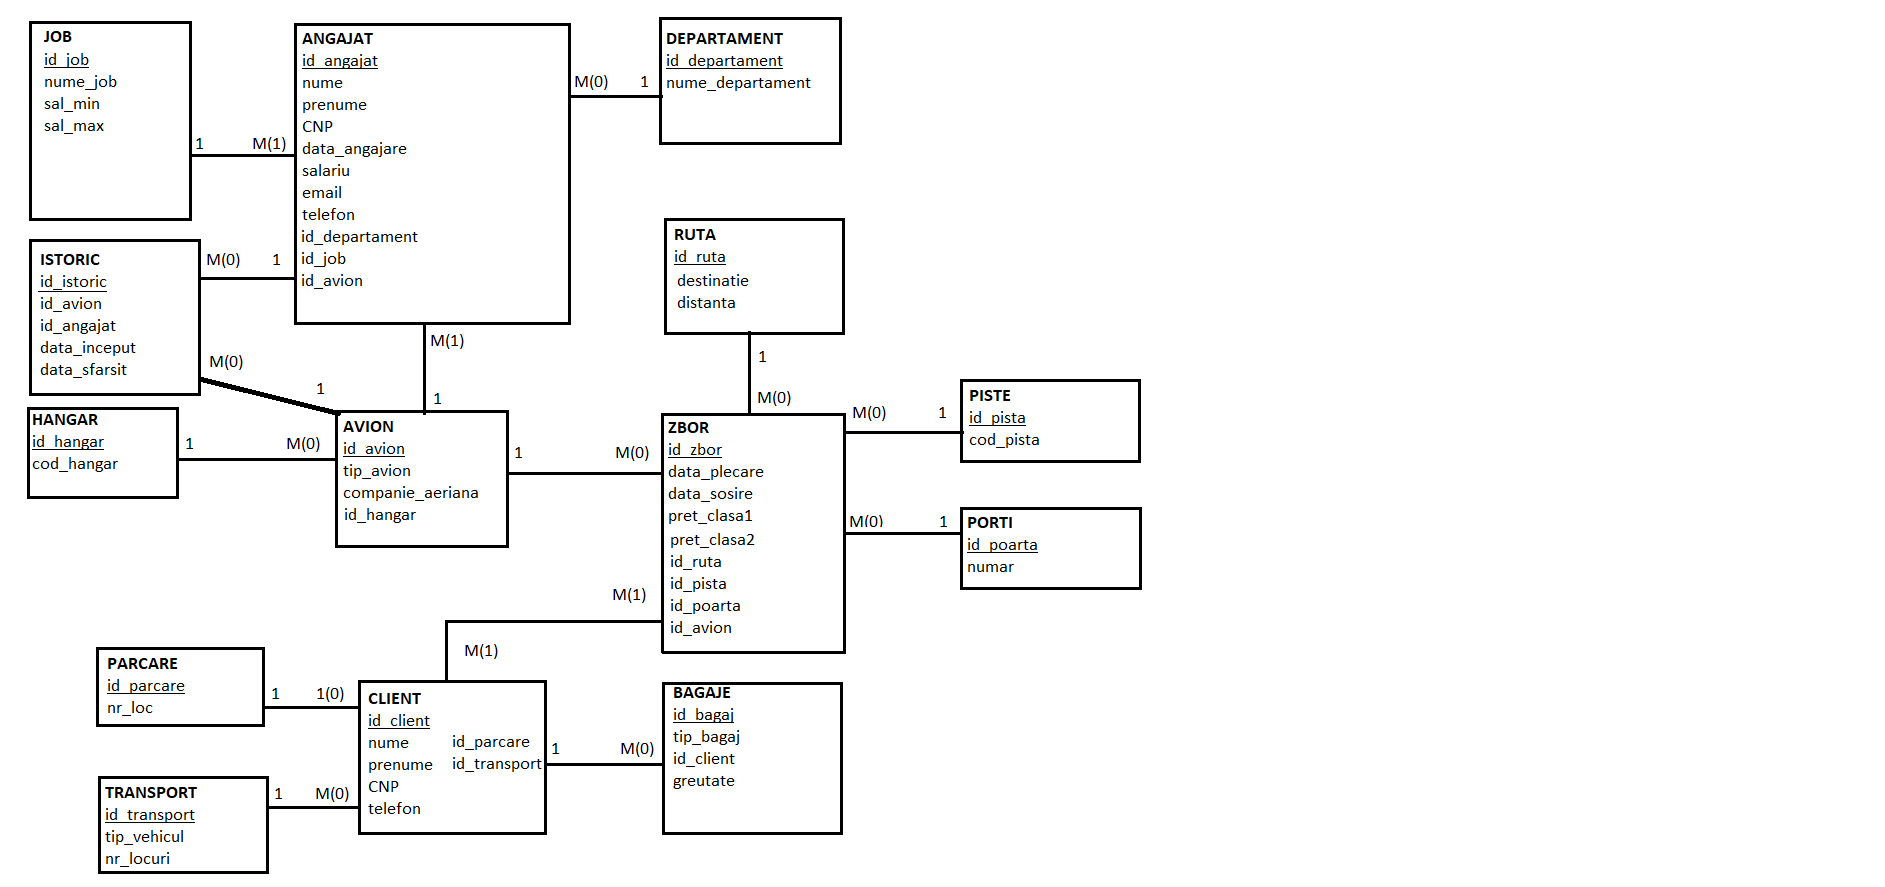 JOB
id_job
nume_job
sal_min
sal_max
1
M(1)
ANGAJAT
id_angajat
nume
prenume
CNP
data_angajare
salariu
email
telefon
id_departament
id_job
id_avion
M(0)
1
DEPARTAMENT
id_departament
nume_departament
ISTORIC
id_istoric
id_avion
id_angajat
data_inceput
data_sfarsit
M(0)
1
M(0)
1
M(1)
1
RUTA
id_ruta
destinatie
distanta
1
M(0)
HANGAR
id_hangar
cod_hangar
1
M(0)
AVION
id_avion
tip_avion
companie_aeriana
id_hangar
1
M(0)
ZBOR
id_zbor
data_plecare
data_sosire
pret_clasa1
pret_clasa2
id_ruta
id_pista
id_poarta
id_avion
M(0)
1
PISTE
id_pista
cod_pista
M(0)
1
PORTI
id_poarta
numar
M(1)
M(1)
PARCARE
id_parcare
nr_loc
1
1(0)
CLIENT
id_client
nume
prenume
CNP
telefon
id_parcare
id_transport
1
M(0)
BAGAJE
id_bagaj
tip_bagaj
id_client
greutate
TRANSPORT
id_transport
tip_vehicul
nr_locuri
1
M(0)